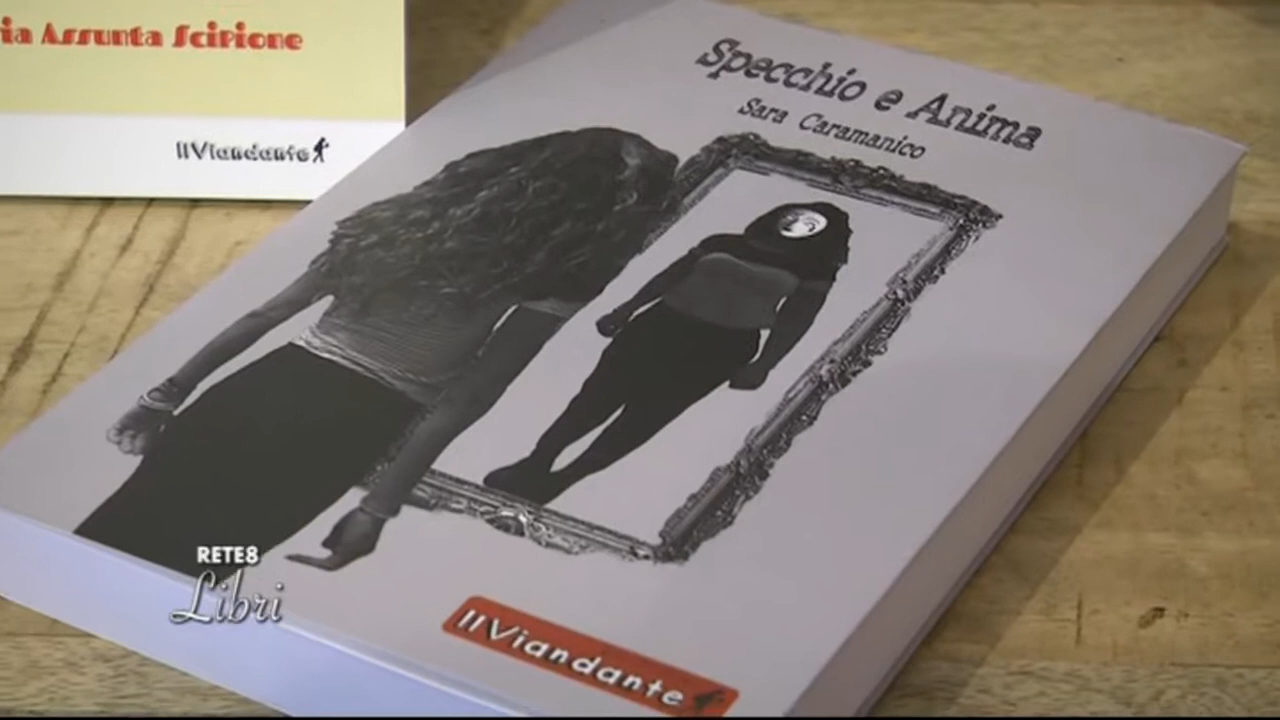 ia Assunta Scipione
IlViandante
Specchio e Anima
Sara Caramanico
RETE8
Libri
IlViandante